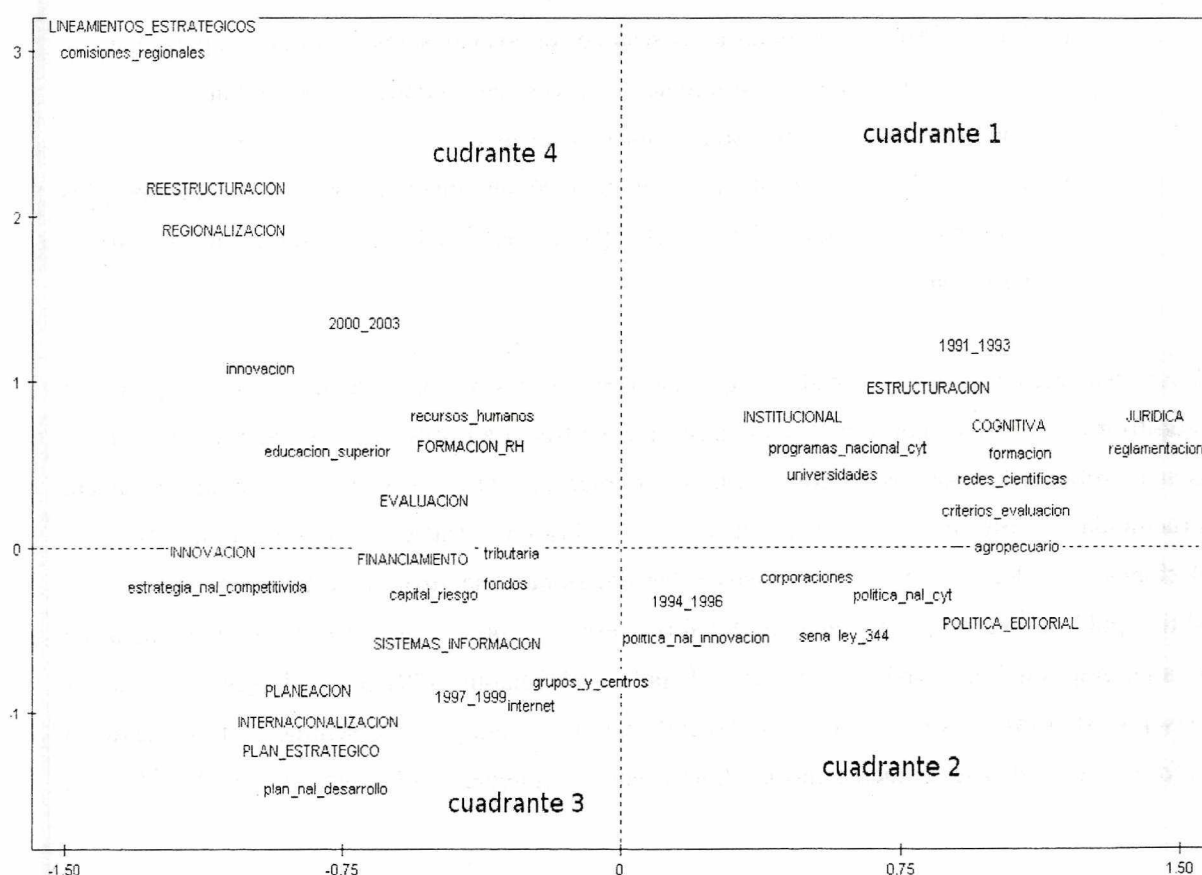 LINEAMIENTOS_ESTRATEGICOS
3
comisiones_regionales
cuadrante 1
cudrante 4
REESTRUCTURACION
2
REGIONALIZACION
2000_2003
1991_1993
innovacion
1
ESTRUCTURACION
recursos_humanos
INSTITUCIONAL
JURIDICA
COGNITIVA
educacion_superior
FORMACION_RH
programas_nacional_cyt
formacion
reglamentacion
universidades
redes_cientificas
EVALUACION
criterios_evaluacion
0
INNOVACION
FINANCIAMIENTO
tributaria
agropecuario
estrategia_nal_competitivida
capital_riesgo
fondos
corporaciones
1994_1996
politica_nal_cyt
SISTEMAS_INFORMACION
politica_nal_innovacion
sena_ley_344
POLITICA_EDITORIAL
PLANEACION
1997_1999
grupos_y_centros
internet
-1
INTERNACIONALIZACION
PLAN_ESTRATEGICO
plan_nal_desarrollo
cuadrante 3
cuadrante 2
-1.50
-0.75
0
0.75
1.50